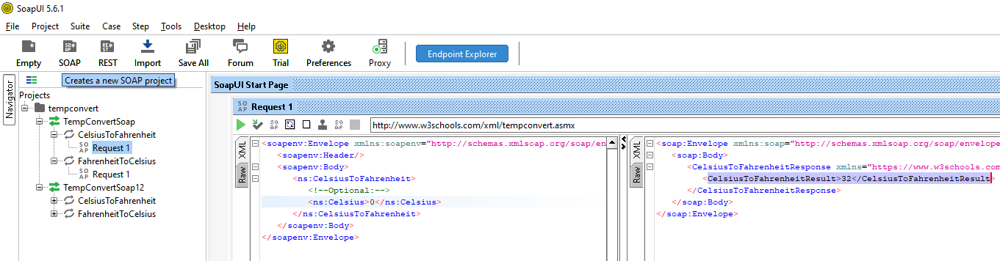 SoapUI 5.6.1
File Project Suite Case Step Tools Desktop Help
Empty SOAP REST Import Save All Forum Trial Preferences Proxy Endpoint Explorer
Creates a new SOAP project
Navigator
Projects
tempconvert
TempConvertSoap
CelsiusToFahrenheit
SOAP Request 1
FahrenheitToCelsius
SOAP Request 1
TempConvertSoap12
CelsiusToFahrenheit
FahrenheitToCelsius
SoapUI Start Page
SOAP Request 1
http://www.w3schools.com/xml/tempconvert.asmx
XML
Raw
<soapenv:Envelope xmlns:soapenv="http://schemas.xmlsoap.org/soap/en
<soapenv:Header/>
<soapenv:Body>
<ns:CelsiusToFahrenheit>
<!--Optional:-->
<ns:Celsius>0</ns:Celsius>
</ns:CelsiusToFahrenheit>
</soapenv:Body>
</soapenv:Envelope>
XML
Raw
<soap:Envelope xmlns:soap="http://schemas.xmlsoap.org/soap/envelope
<soap:Body>
<CelsiusToFahrenheitResponse xmlns="https://www.w3schools.com
<CelsiusToFahrenheitResult>32</CelsiusToFahrenheitResult>
</CelsiusToFahrenheitResponse>
</soap:Body>
</soap:Envelope>